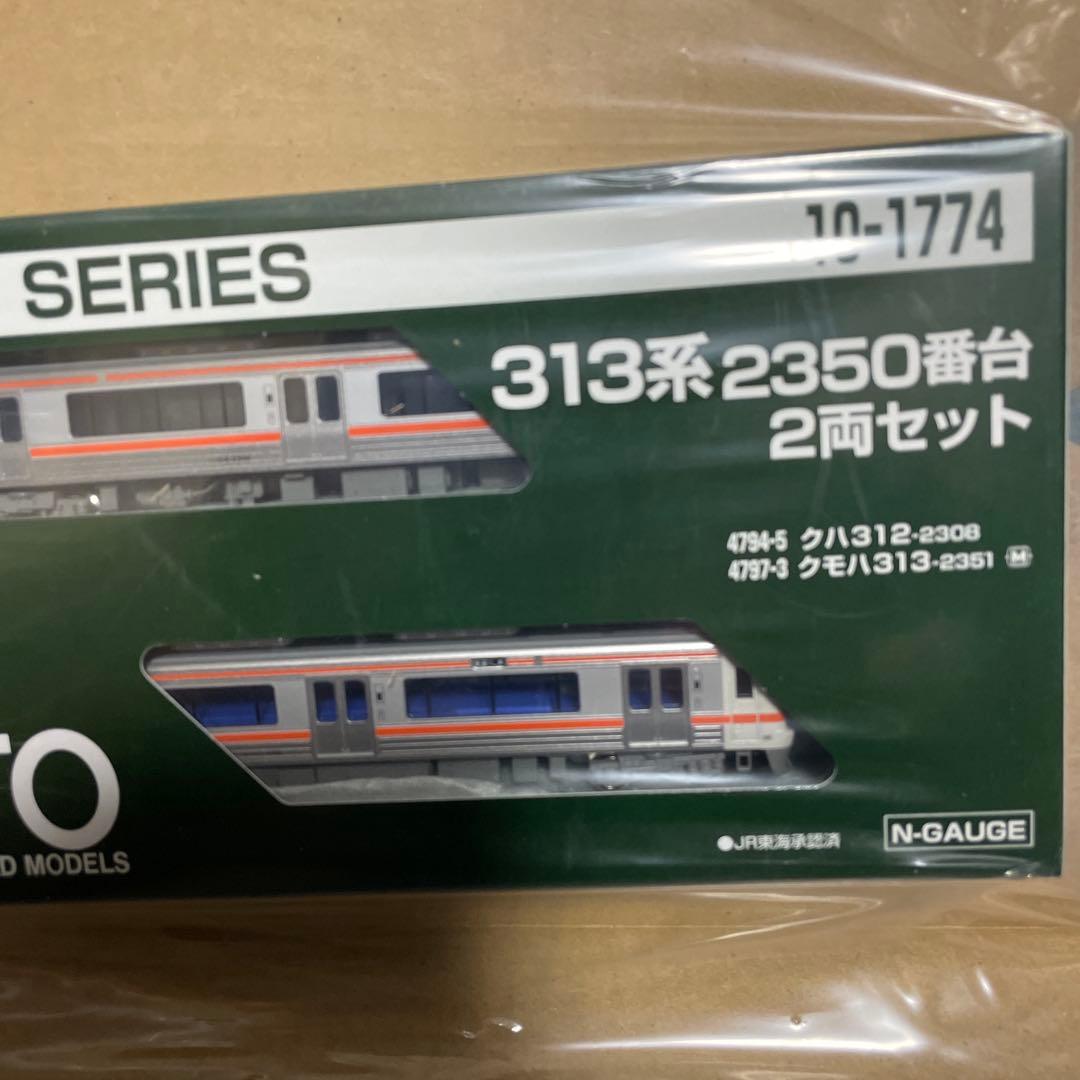 SERIES
10-1774
313系 2350番台
2両セット
4794-5 クハ312-2308
4797-3 クモハ313-2351 M
TO
D MODELS
●JR東海承認済
N-GAUGE